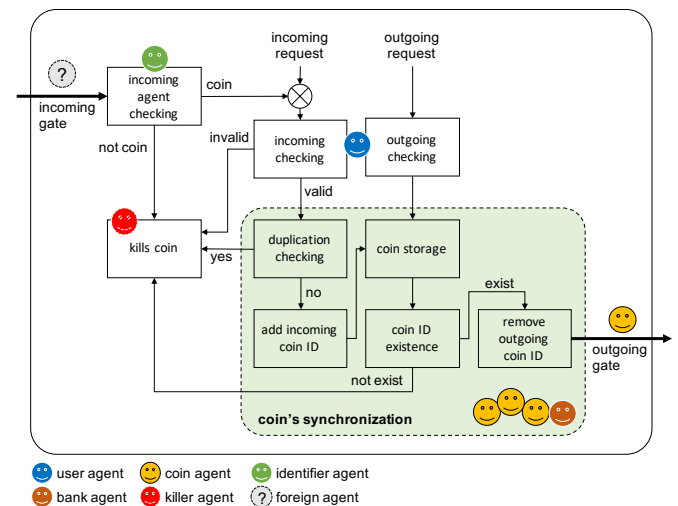 incoming
request
outgoing
request
?
incoming
gate
incoming
agent
checking
coin
not coin
invalid
incoming
checking
outgoing
checking
valid
kills coin
yes
duplication
checking
coin storage
no
exist
add incoming
coin ID
coin ID
existence
remove
outgoing
coin ID
outgoing
gate
not exist
coin's synchronization
user agent
coin agent
identifier agent
bank agent
killer agent
?
foreign agent